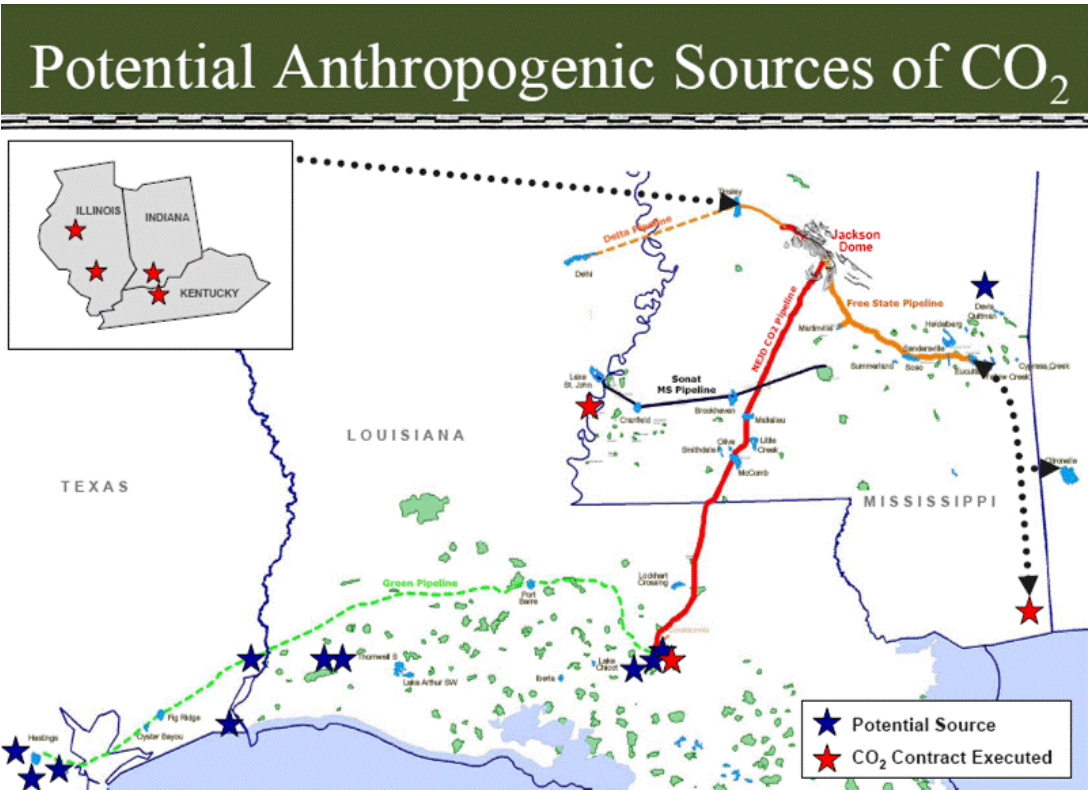 Potential Anthropogenic Sources of CO2
ILLINOIS
INDIANA
KENTUCKY
Tinsley
Delta Pipeline
Delhi
Jackson
Dome
Free State Pipeline
NEJD CO2 Pipeline
Martinville
Davis
Quitman
Heidelberg
Sandersville
Summerland
Soso
Eucutta
Cypress Creek
Lake
St. John
Sonat
MS Pipeline
Cranfield
Brookhaven
Mallalieu
Olive
Little
Creek
Smithdale
McComb
Citronelle
LOUISIANA
TEXAS
MISSISSIPPI
Green Pipeline
Port
Barre
Lockhart
Crossing
Thornwell S
Lake Arthur SW
Iberia
Lake
Chicot
Fig Ridge
Oyster Bayou
Hastings
Potential Source
CO2 Contract Executed